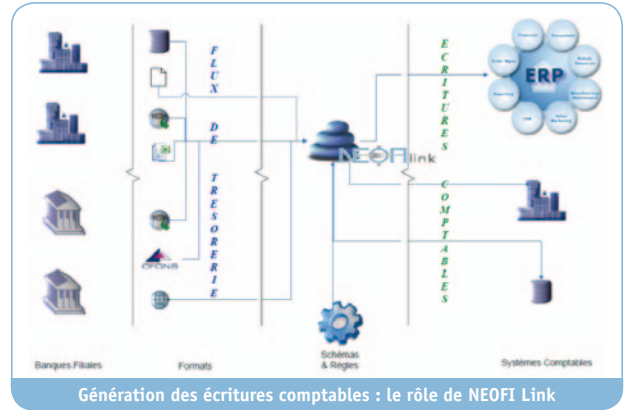 FLUX DE TRESORERIE
ECRITURES COMPTABLES
ERP
NEOFI link
CFONB
Schémas
& Règles
Banques Filiales
Formats
Systèmes Comptables
Génération des écritures comptables : le rôle de NEOFI Link